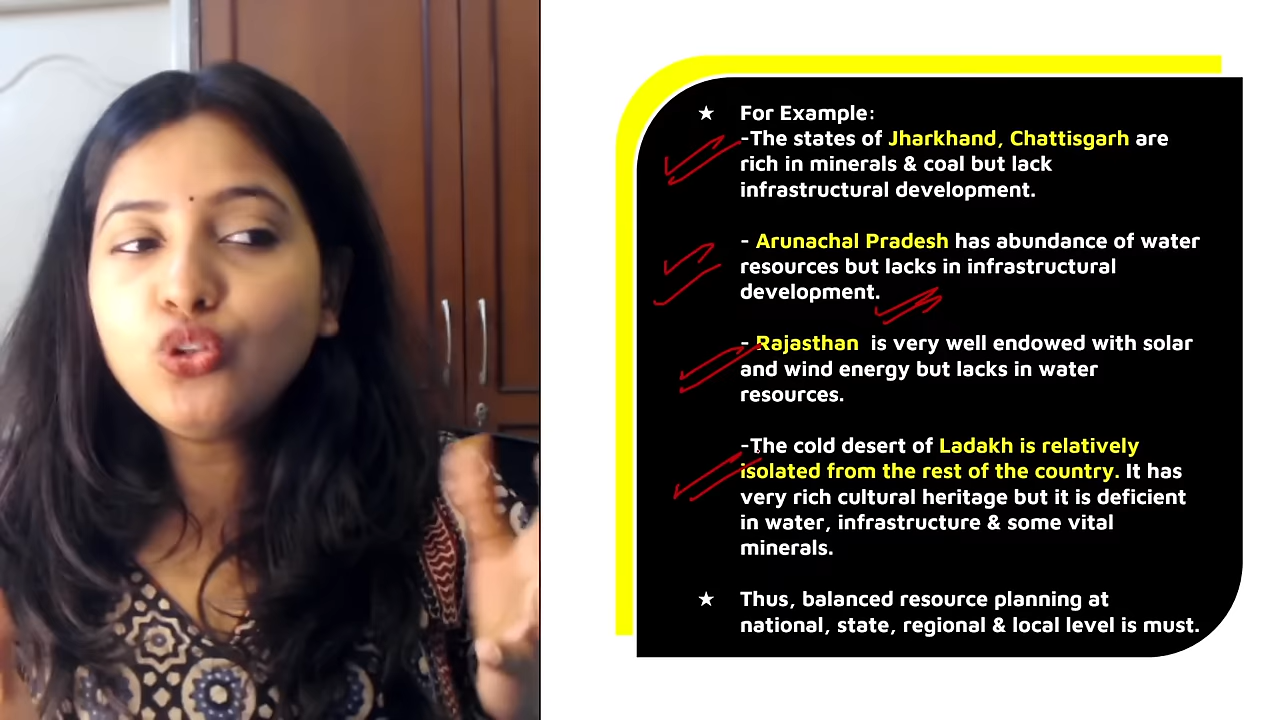 ★ For Example:
-The states of Jharkhand, Chattisgarh are
rich in minerals & coal but lack
infrastructural development.
- Arunachal Pradesh has abundance of water
resources but lacks in infrastructural
development.
- Rajasthan is very well endowed with solar
and wind energy but lacks in water
resources.
-The cold desert of Ladakh is relatively
isolated from the rest of the country. It has
very rich cultural heritage but it is deficient
in water, infrastructure & some vital
minerals.
★ Thus, balanced resource planning at
national, state, regional & local level is must.